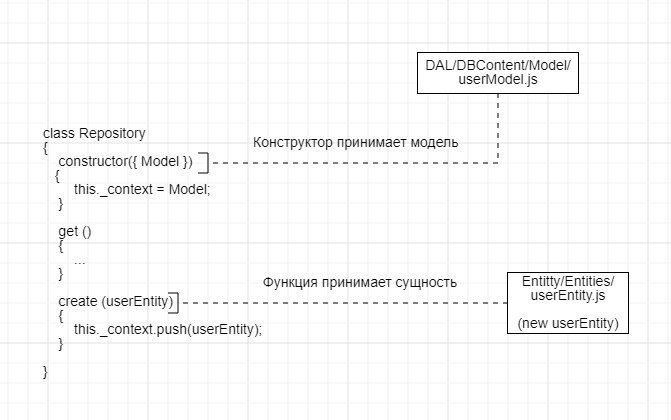 DAL/DBContent/Model/
userModel.js
class Repository
{
Конструктор принимает модель
constructor({ Model })
{
this._context = Model;
}
get ()
{
...
}
Функция принимает сущность
Entitty/Entities/
userEntity.js
(new userEntity)
create (userEntity)
{
this._context.push(userEntity);
}
}